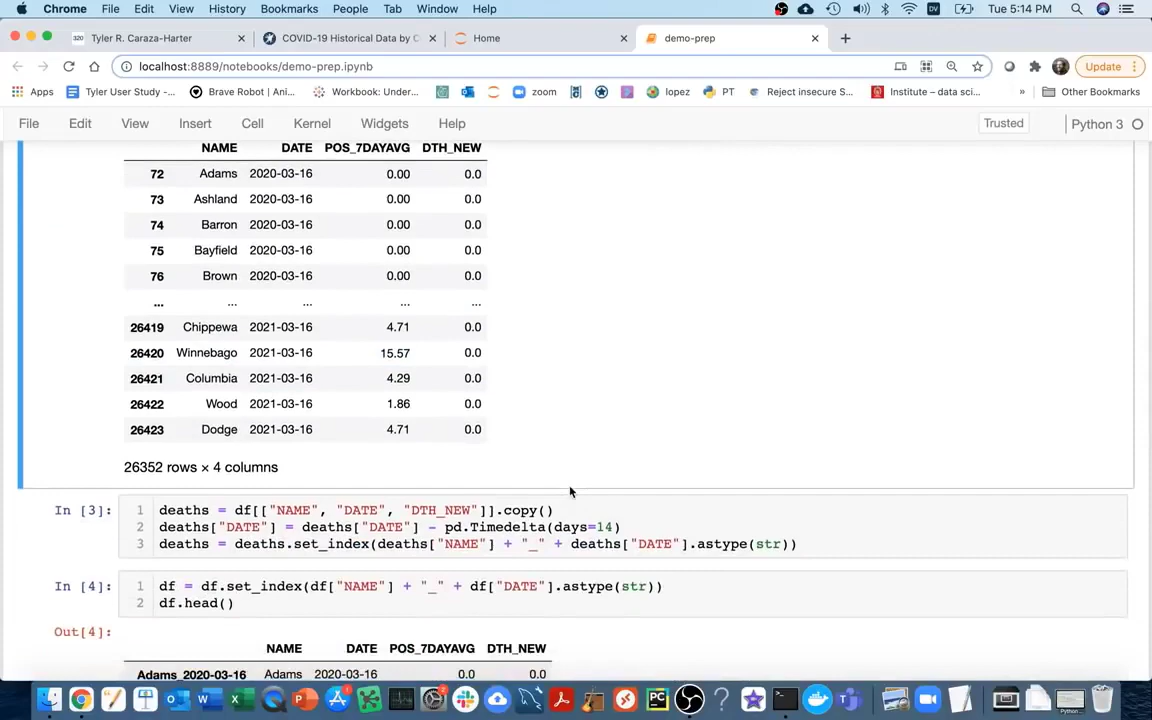 Chrome File Edit View History Bookmarks People Tab Window Help Tue 5:14 PM
Tyler R. Caraza-Harter COVID-19 Historical Data by C Home demo-prep
localhost:8889/notebooks/demo-prep.ipynb Update
Apps Tyler User Study -... Brave Robot | Ani... Workbook: Under... zoom lopez PT Reject insecure S... Institute – data sci... » Other Bookmarks
File Edit View Insert Cell Kernel Widgets Help Trusted Python 3
NAME DATE POS_7DAYAVG DTH_NEW
72 Adams 2020-03-16 0.00 0.0
73 Ashland 2020-03-16 0.00 0.0
74 Barron 2020-03-16 0.00 0.0
75 Bayfield 2020-03-16 0.00 0.0
76 Brown 2020-03-16 0.00 0.0
... ... ... ... ...
26419 Chippewa 2021-03-16 4.71 0.0
26420 Winnebago 2021-03-16 15.57 0.0
26421 Columbia 2021-03-16 4.29 0.0
26422 Wood 2021-03-16 1.86 0.0
26423 Dodge 2021-03-16 4.71 0.0
26352 rows × 4 columns
In [3]: 1 deaths = df[["NAME", "DATE", "DTH_NEW"]].copy()
2 deaths["DATE"] = deaths["DATE"] - pd.Timedelta(days=14)
3 deaths = deaths.set_index(deaths["NAME"] + "_" + deaths["DATE"].astype(str))
In [4]: 1 df = df.set_index(df["NAME"] + "_" + df["DATE"].astype(str))
2 df.head()
Out[4]:
NAME DATE POS_7DAYAVG DTH_NEW
Adams_2020-03-16 Adams 2020-03-16 0.0 0.0